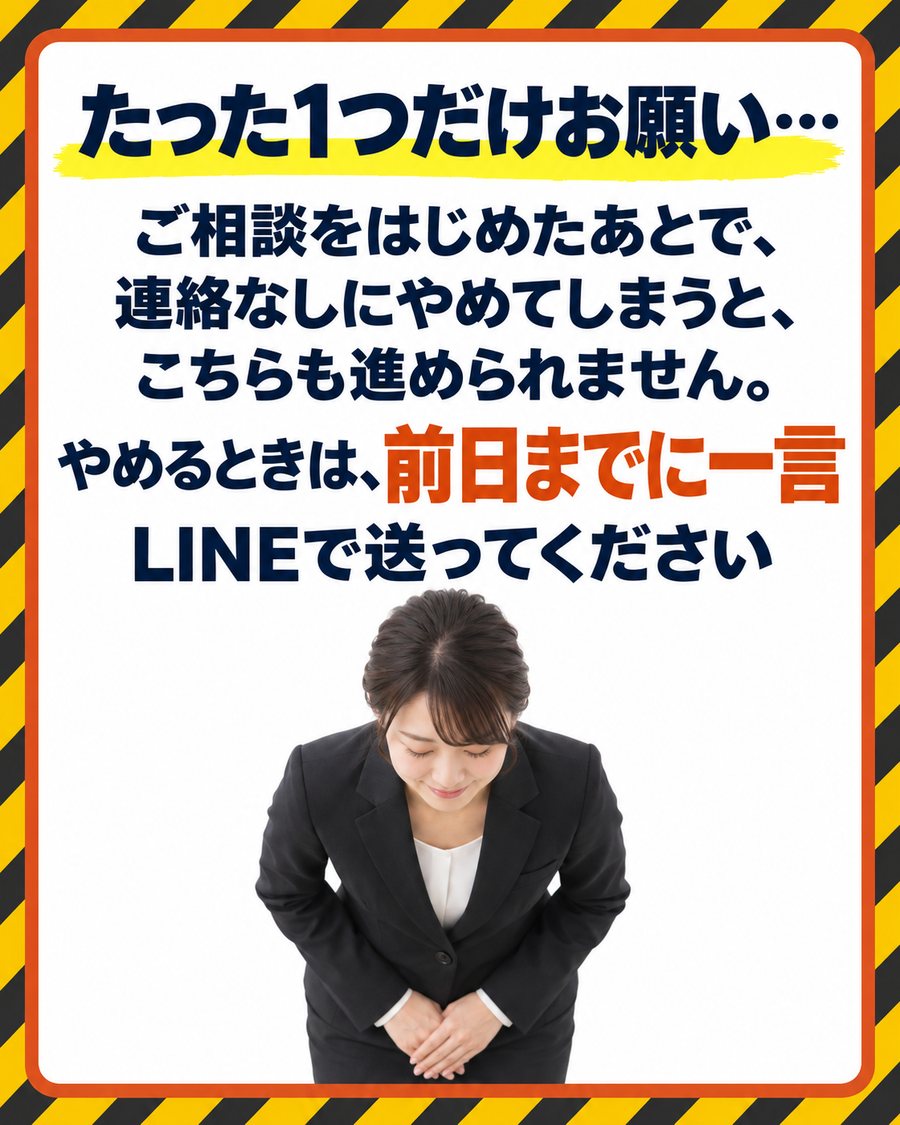 たった1つだけお願い…
ご相談をはじめたあとで、
連絡なしにやめてしまうと、
こちらも進められません。
やめるときは、前日までに一言
LINEで送ってください